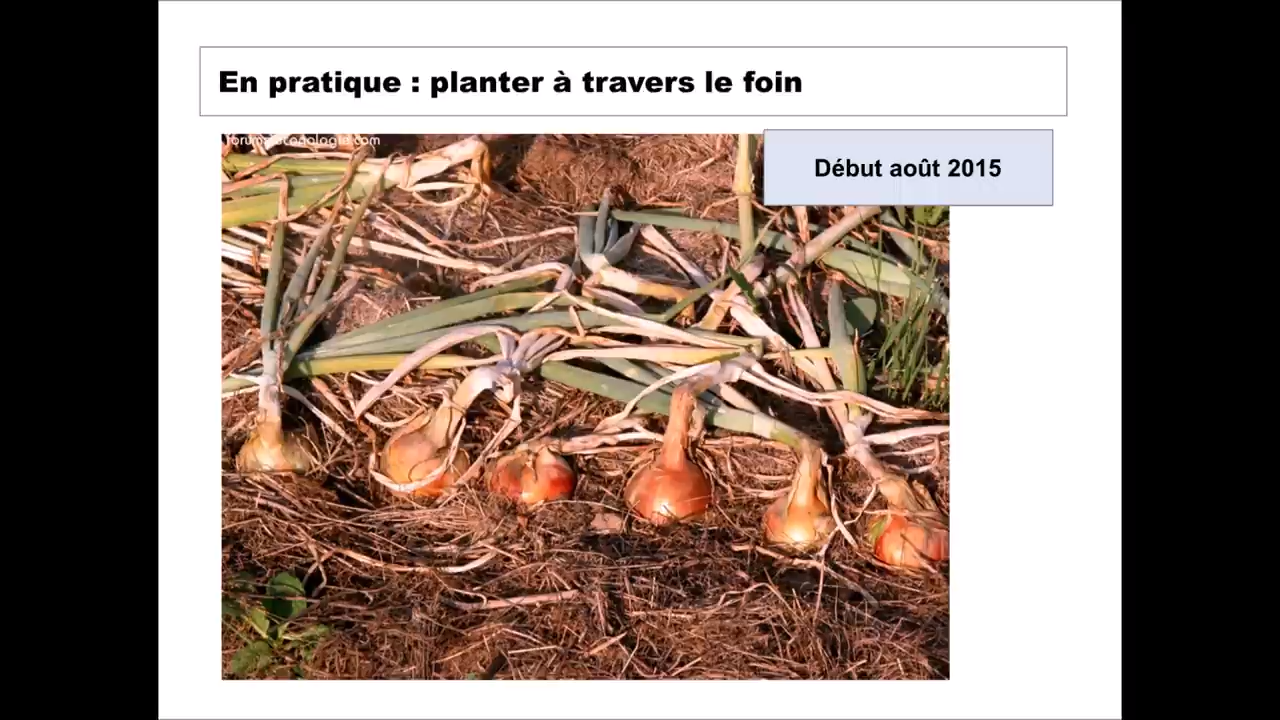 En pratique : planter à travers le foin
Début août 2015